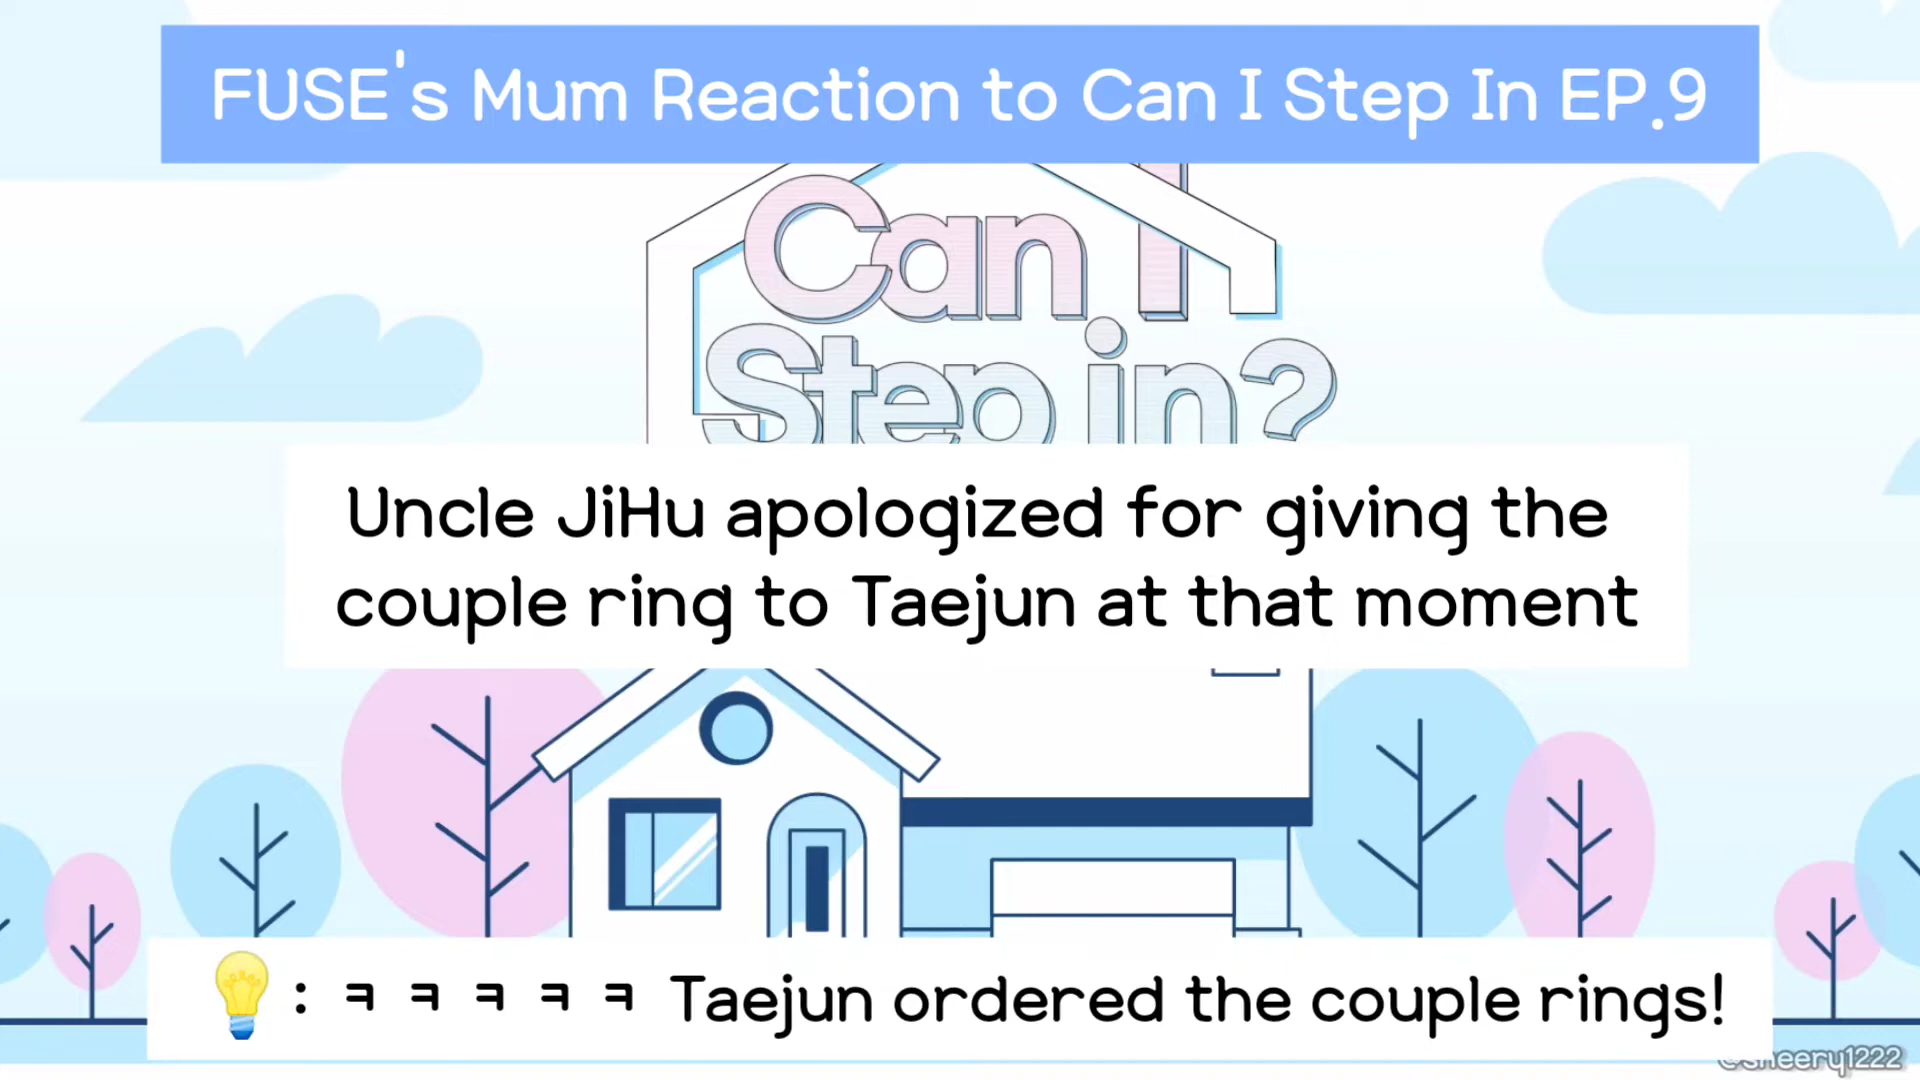 FUSE's Mum Reaction to Can I Step In EP.9
Can I
Step in?
Uncle JiHu apologized for giving the
couple ring to Taejun at that moment
: ㅋ ㅋ ㅋ ㅋ ㅋ Taejun ordered the couple rings!
@sheery1222